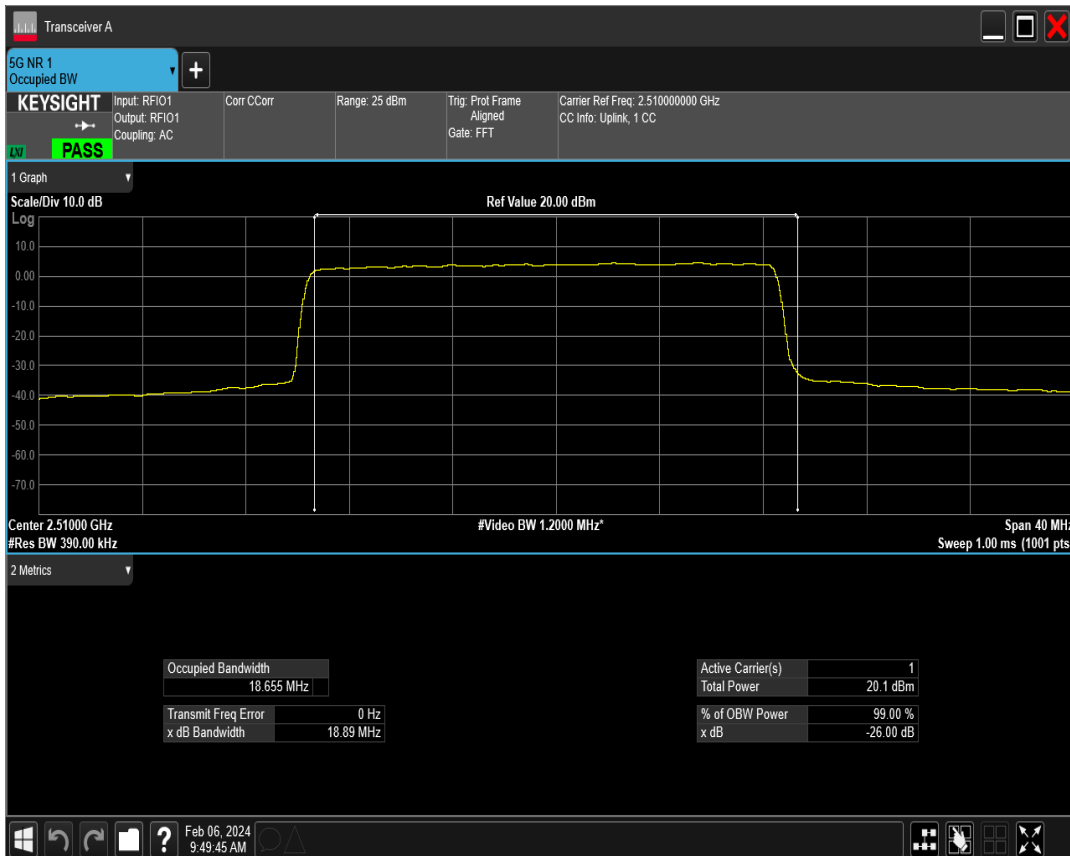 Transceiver A
5G NR 1
Occupied BW
+
KEYSIGHT
LXI
PASS
Input: RFIO1
Output: RFIO1
Coupling: AC
Corr CCorr
Range: 25 dBm
Trig: Prot Frame
Aligned
Gate: FFT
Carrier Ref Freq: 2.510000000 GHz
CC Info: Uplink, 1 CC
1 Graph
Scale/Div 10.0 dB
Ref Value 20.00 dBm
Log
10.0
0.00
-10.0
-20.0
-30.0
-40.0
-50.0
-60.0
-70.0
Center 2.51000 GHz
#Video BW 1.2000 MHz*
Span 40 MHz
#Res BW 390.00 kHz
Sweep 1.00 ms (1001 pts
2 Metrics
Occupied Bandwidth
18.655 MHz
Transmit Freq Error 0 Hz
x dB Bandwidth 18.89 MHz
Active Carrier(s) 1
Total Power 20.1 dBm
% of OBW Power 99.00 %
x dB -26.00 dB
?
Feb 06, 2024
9:49:45 AM